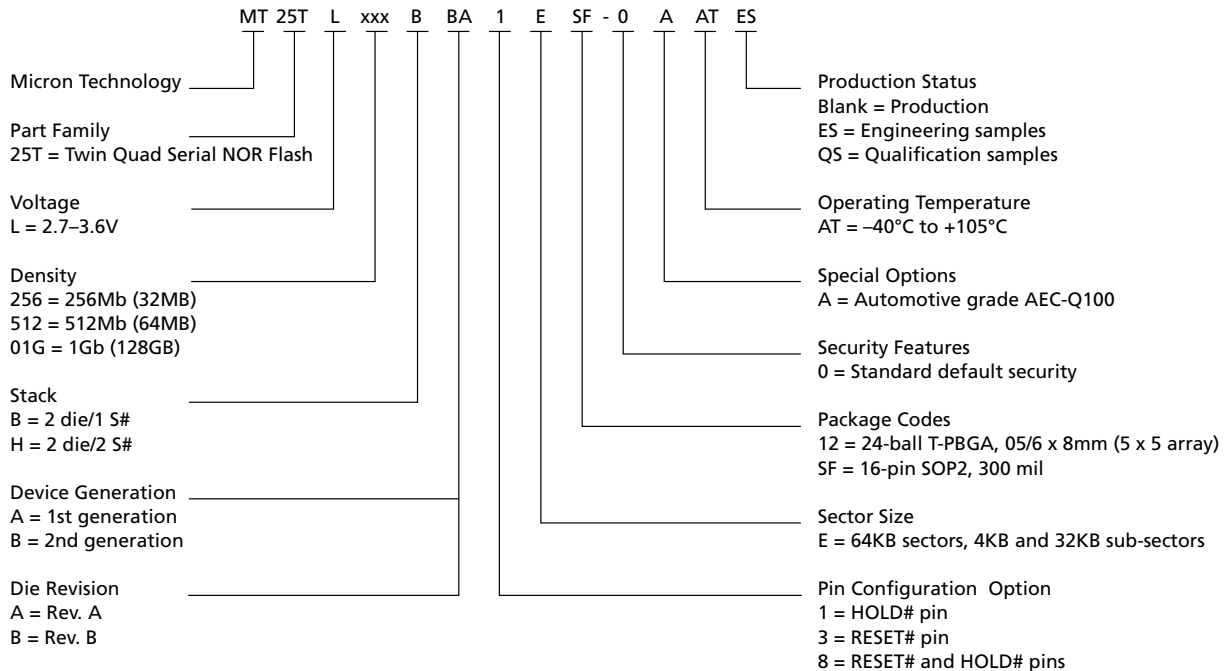 MT 25T L xxx B BA 1 E SF - 0 A AT ES
Micron Technology
Part Family
25T = Twin Quad Serial NOR Flash
Voltage
L = 2.7–3.6V
Density
256 = 256Mb (32MB)
512 = 512Mb (64MB)
01G = 1Gb (128GB)
Stack
B = 2 die/1 S#
H = 2 die/2 S#
Device Generation
A = 1st generation
B = 2nd generation
Die Revision
A = Rev. A
B = Rev. B
Production Status
Blank = Production
ES = Engineering samples
QS = Qualification samples
Operating Temperature
AT = –40°C to +105°C
Special Options
A = Automotive grade AEC-Q100
Security Features
0 = Standard default security
Package Codes
12 = 24-ball T-PBGA, 05/6 x 8mm (5 x 5 array)
SF = 16-pin SOP2, 300 mil
Sector Size
E = 64KB sectors, 4KB and 32KB sub-sectors
Pin Configuration Option
1 = HOLD# pin
3 = RESET# pin
8 = RESET# and HOLD# pins